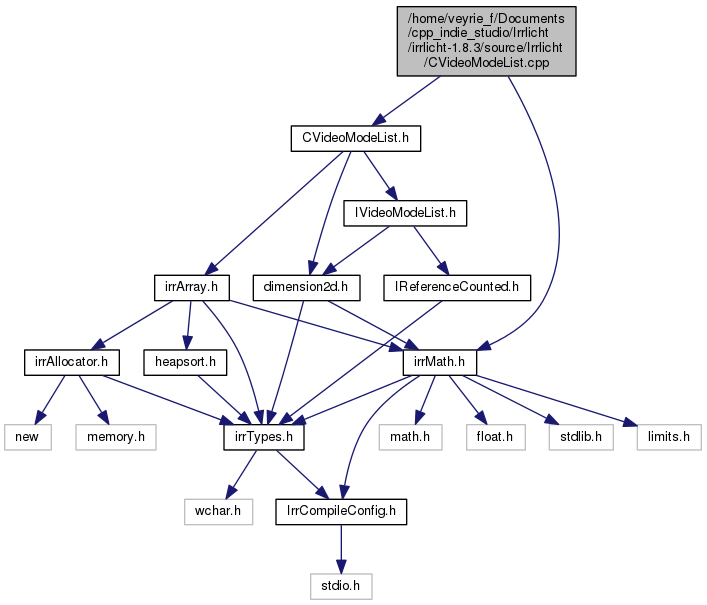 /home/veyrie_f/Documents
/cpp_indie_studio/Irrlicht
/irrlicht-1.8.3/source/Irrlicht
/CVideoModeList.cpp
CVideoModeList.h
IVideoModeList.h
irrArray.h
dimension2d.h
IReferenceCounted.h
irrAllocator.h
heapsort.h
irrMath.h
new
memory.h
irrTypes.h
math.h
float.h
stdlib.h
limits.h
wchar.h
IrrCompileConfig.h
stdio.h